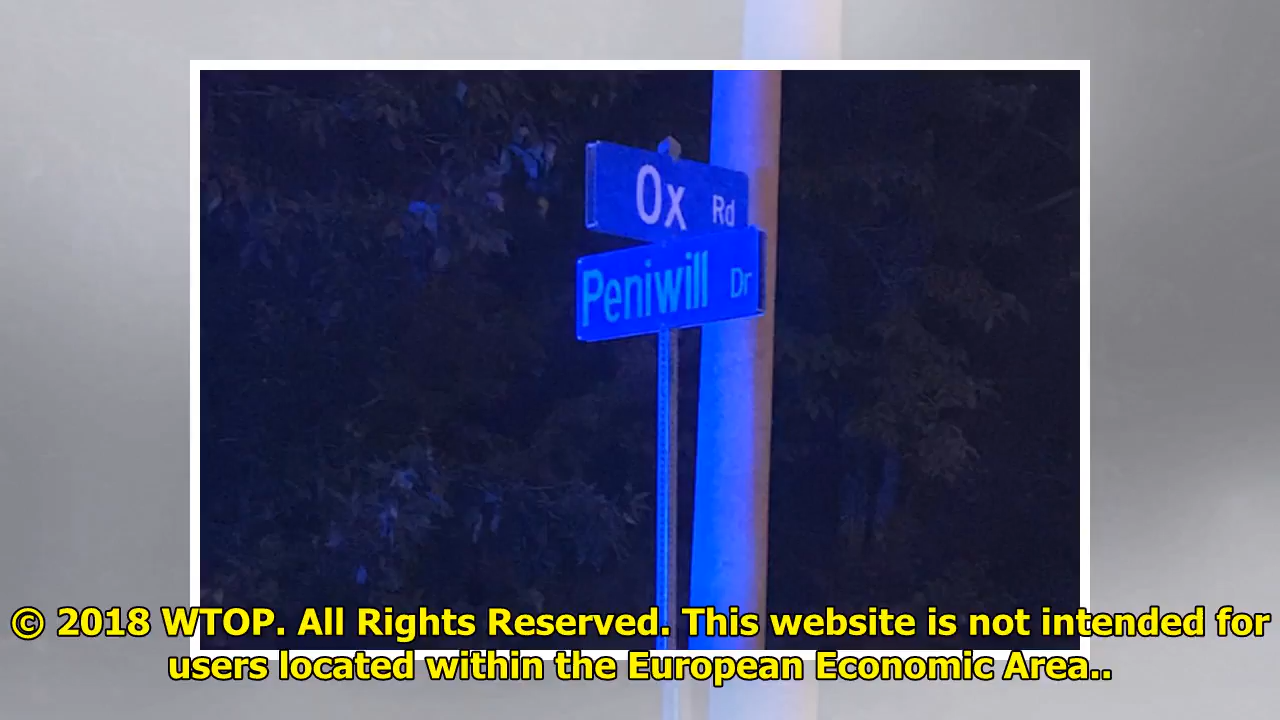 Ox Rd
Peniwill Dr
© 2018 WTOP. All Rights Reserved. This website is not intended for
users located within the European Economic Area..